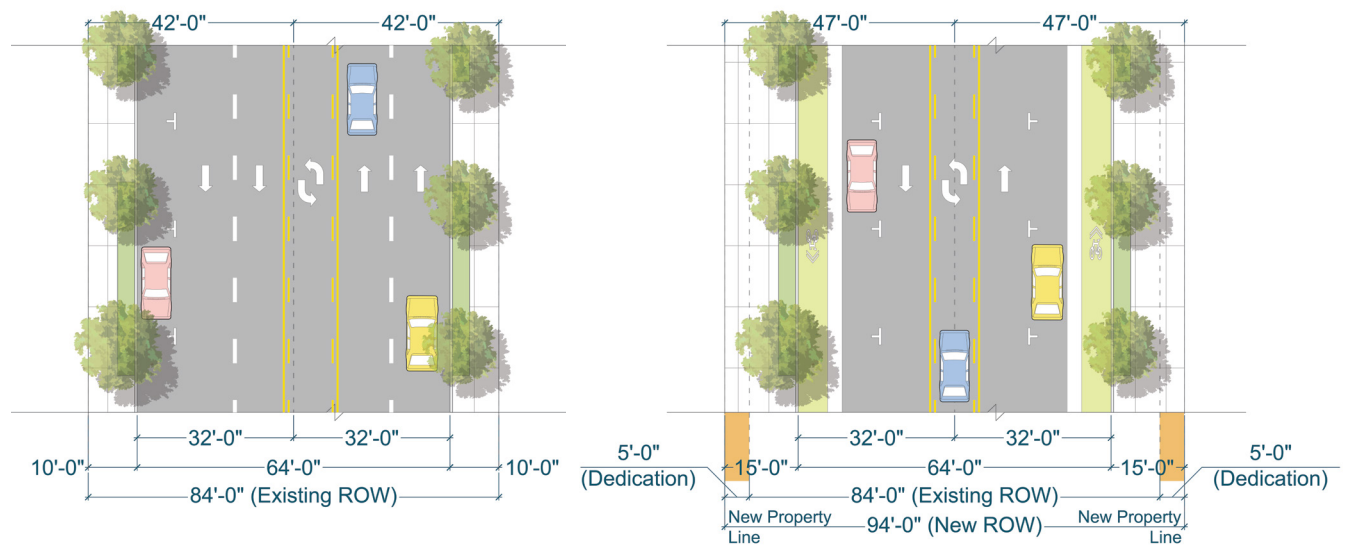 42'-0" 42'-0"
32'-0" 32'-0"
10'-0" 64'-0" 10'-0"
84'-0" (Existing ROW)
47'-0" 47'-0"
32'-0" 32'-0"
5'-0"
(Dedication)
15'-0" 64'-0" 15'-0"
5'-0"
(Dedication)
84'-0" (Existing ROW)
New Property
Line
94'-0" (New ROW)
New Property
Line